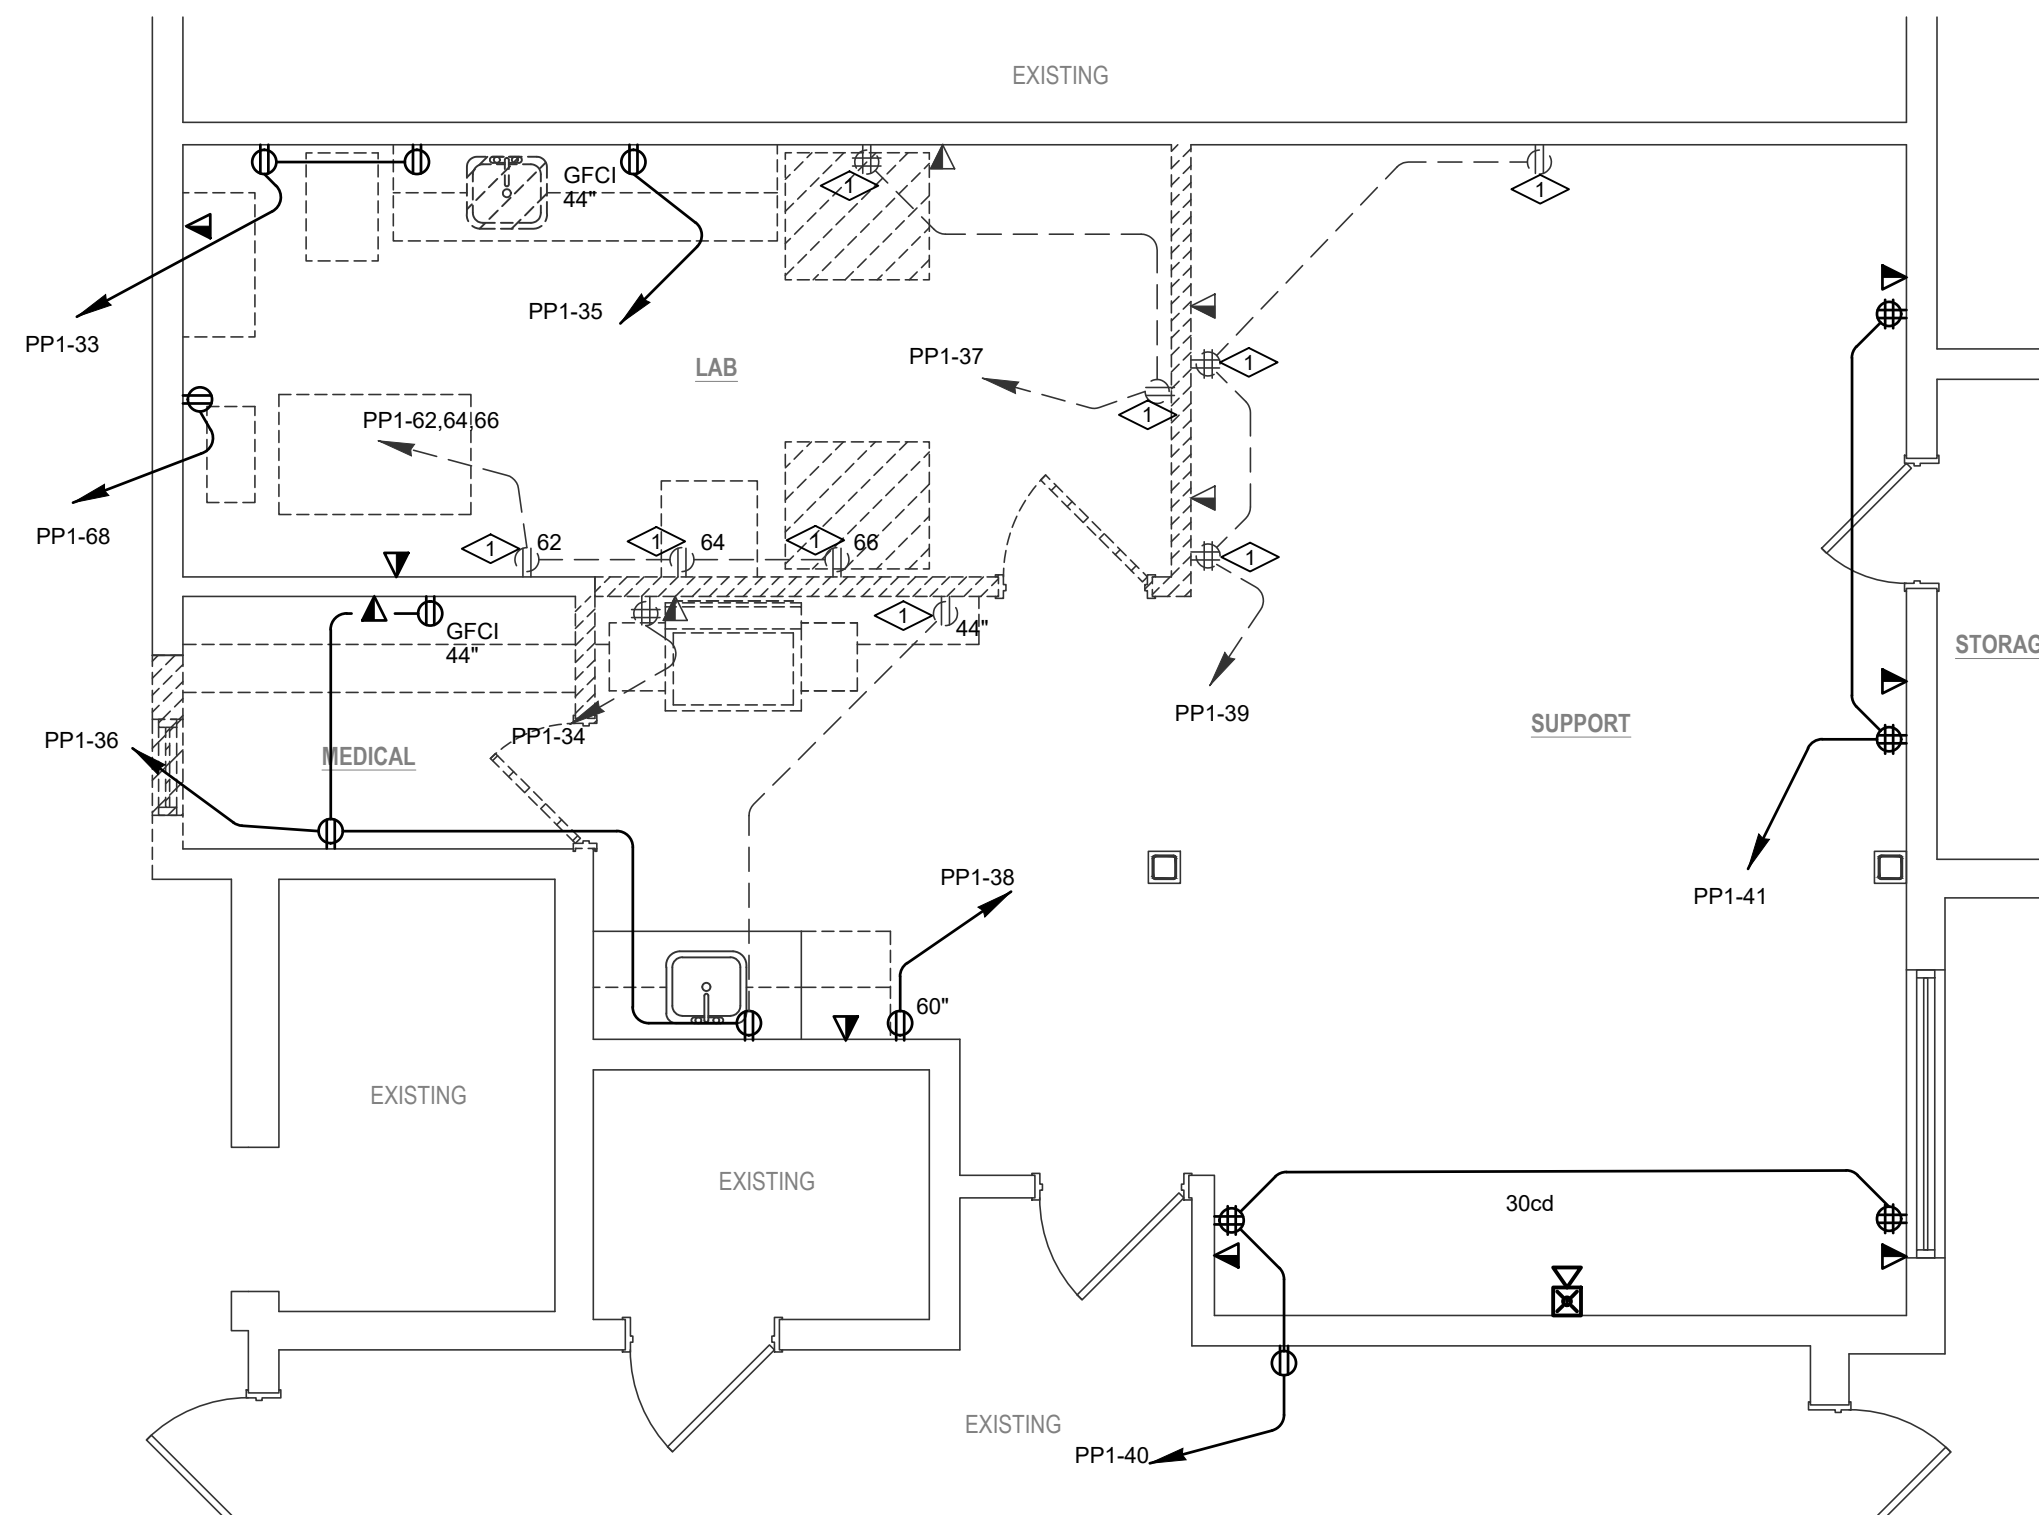 EXISTING
GFCI
44"
1
1
PP1-35
PP1-33
PP1-37
1
LAB
1
PP1-62,64,66
PP1-68
1
62
1
64
1
66
1
GFCI
44"
1
44"
STORAG
PP1-39
SUPPORT
PP1-36
PP1-34
MEDICAL
PP1-38
PP1-41
60"
EXISTING
EXISTING
30cd
EXISTING
PP1-40